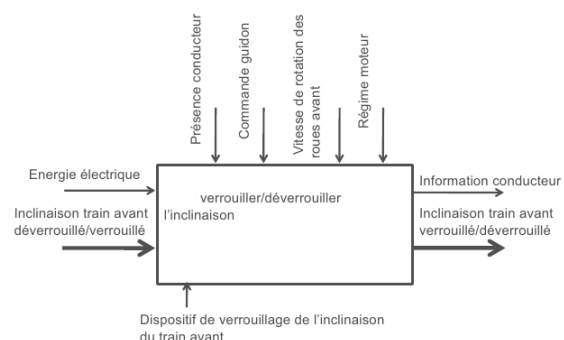 Présence conducteur
Commande guidon
Vitesse de rotation des
roues avant
Régime moteur
Energie électrique
Inclinaison train avant
déverrouillé/verrouillé
verrouiller/déverrouiller
l’inclinaison
Information conducteur
Inclinaison train avant
verrouillé/déverrouillé
Dispositif de verrouillage de l’inclinaison
du train avant